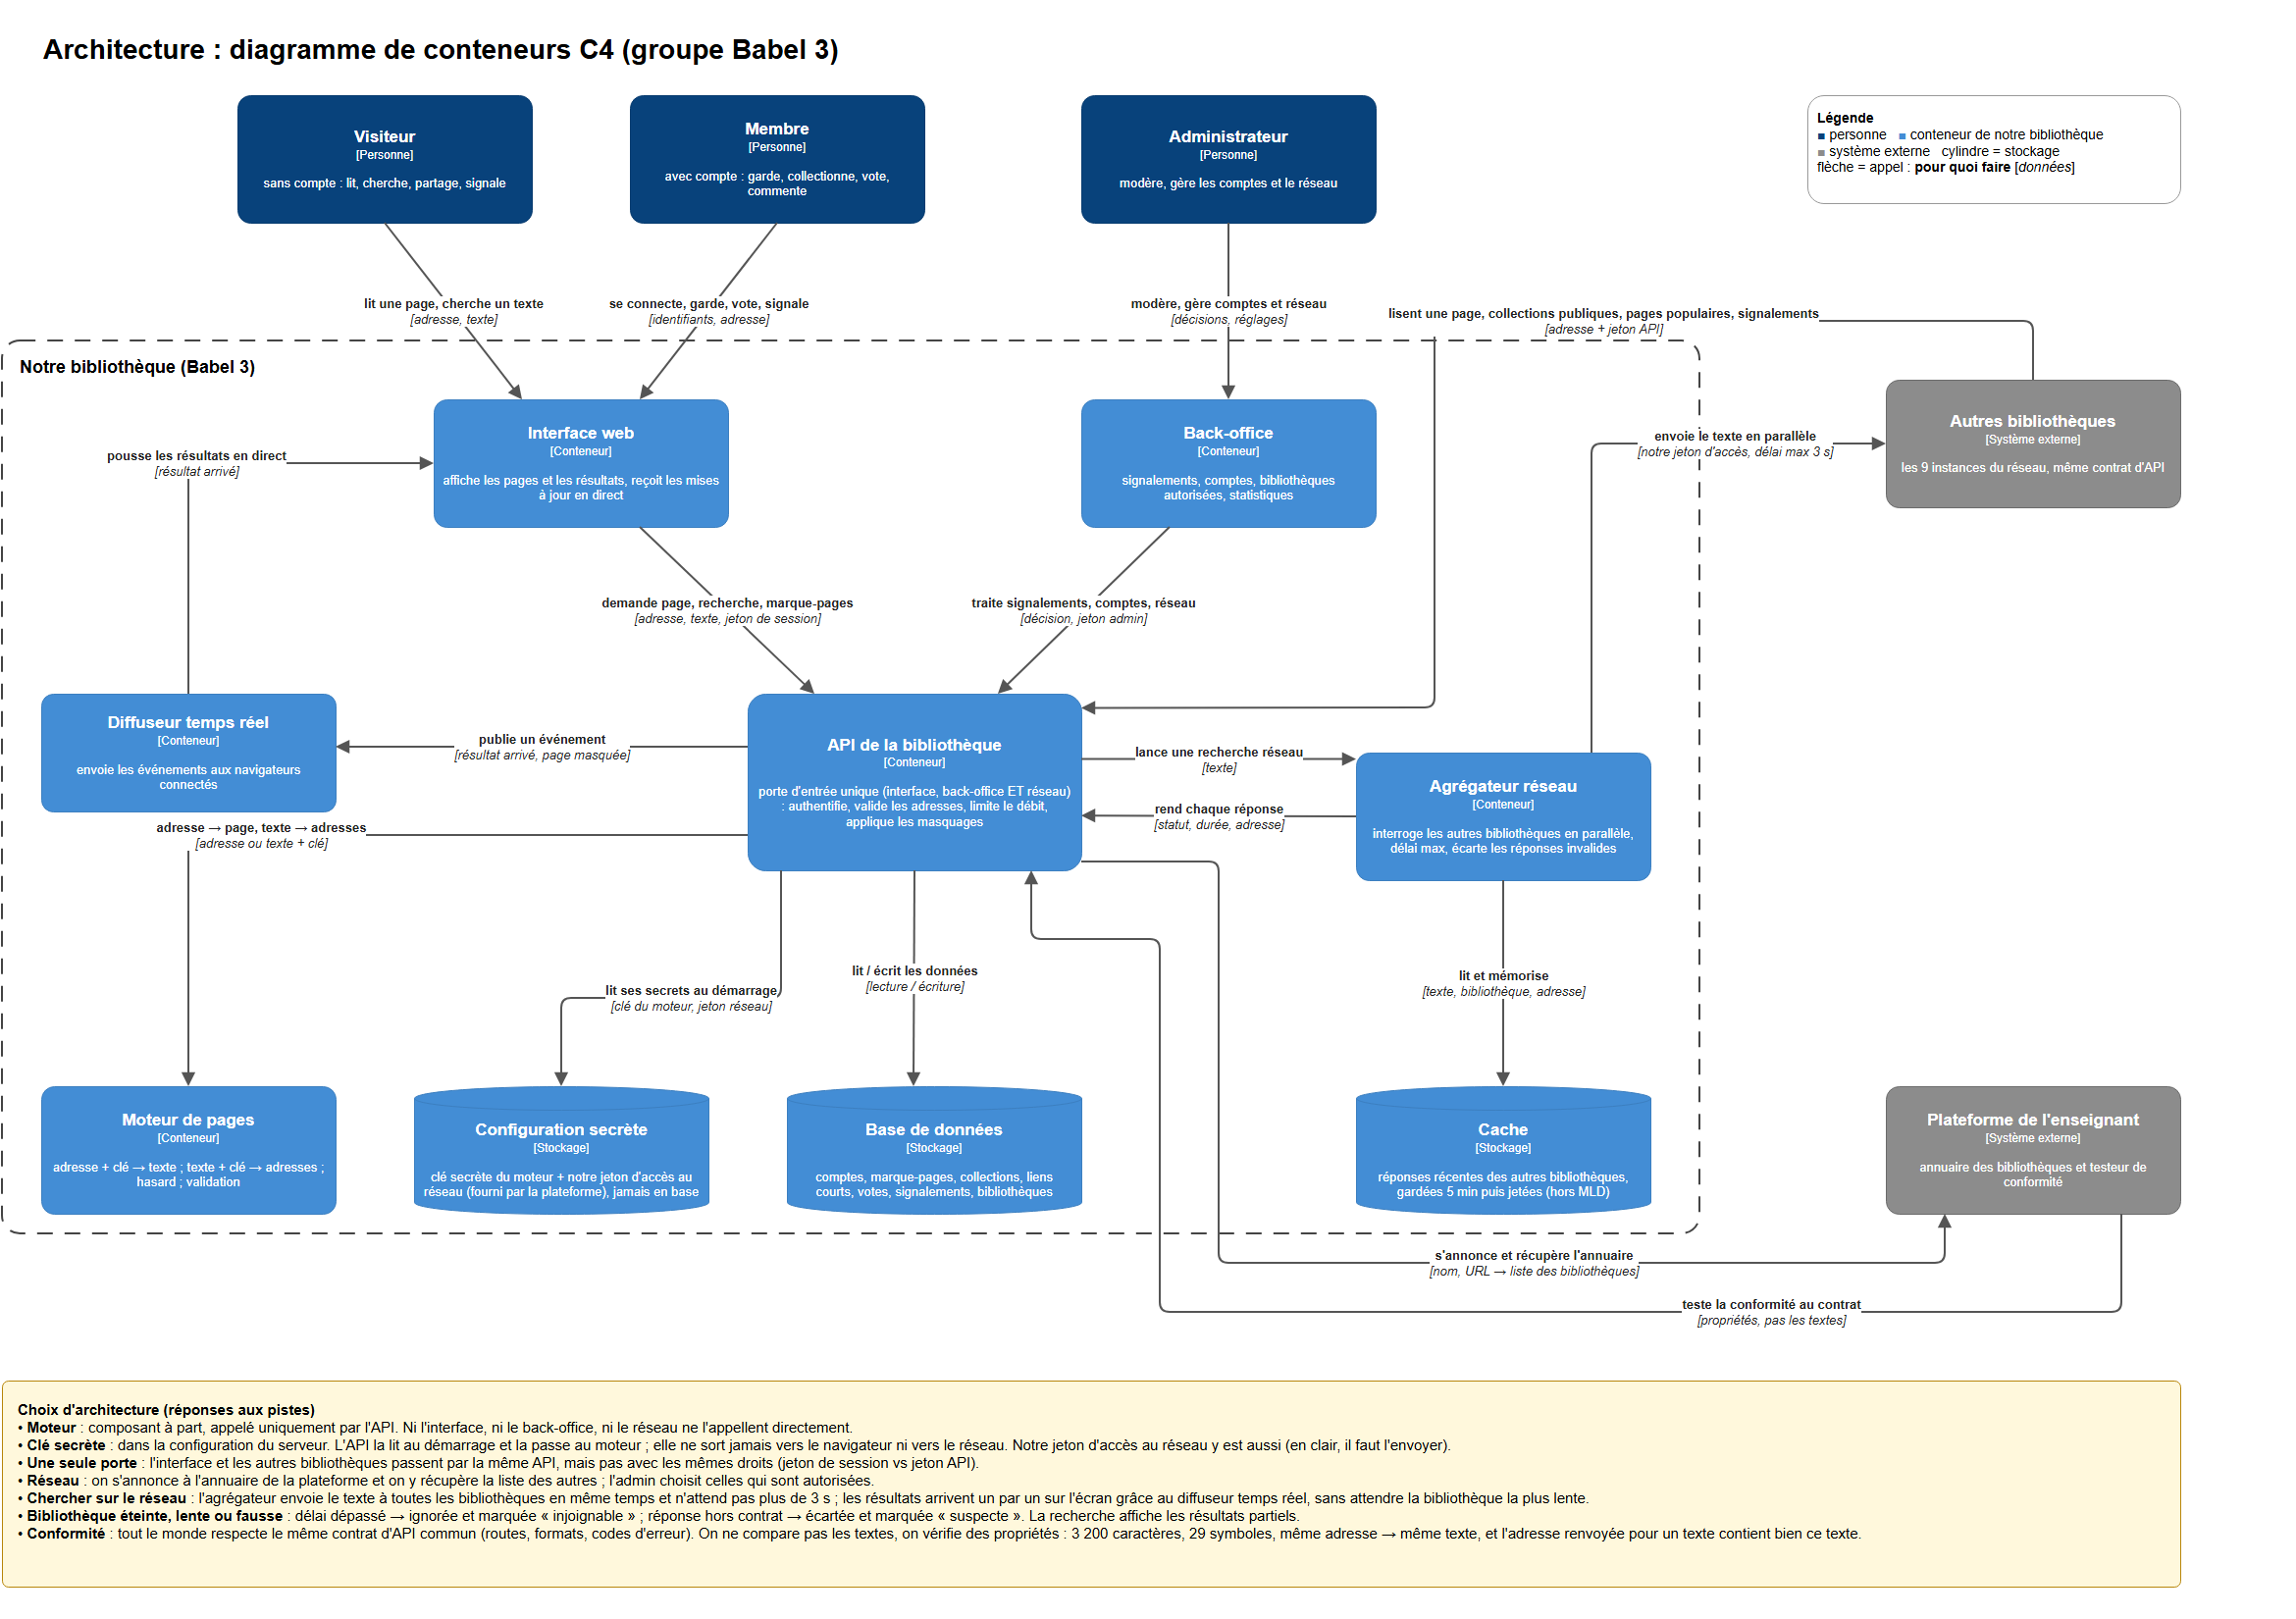 Architecture : diagramme de conteneurs C4 (groupe Babel 3)
Visiteur
[Personne]
sans compte : lit, cherche, partage, signale
Membre
[Personne]
avec compte : garde, collectionne, vote,
commente
Administrateur
[Personne]
modère, gère les comptes et le réseau
Légende
■ personne ■ conteneur de notre bibliothèque
■ système externe cylindre = stockage
flèche = appel : pour quoi faire [données]
lit une page, cherche un texte
[adresse, texte]
se connecte, garde, vote, signale
[identifiants, adresse]
modère, gère comptes et réseau
[décisions, réglages]
lisent une page, collections publiques, pages populaires, signalements
[adresse + jeton API]
Notre bibliothèque (Babel 3)
Interface web
[Conteneur]
affiche les pages et les résultats, reçoit les mises
à jour en direct
Back-office
[Conteneur]
signalements, comptes, bibliothèques
autorisées, statistiques
Autres bibliothèques
[Système externe]
les 9 instances du réseau, même contrat d'API
pousse les résultats en direct
[résultat arrivé]
envoie le texte en parallèle
[notre jeton d'accès, délai max 3 s]
demande page, recherche, marque-pages
[adresse, texte, jeton de session]
traite signalements, comptes, réseau
[décision, jeton admin]
Diffuseur temps réel
[Conteneur]
envoie les événements aux navigateurs
connectés
publie un événement
[résultat arrivé, page masquée]
API de la bibliothèque
[Conteneur]
porte d'entrée unique (interface, back-office ET réseau)
: authentifie, valide les adresses, limite le débit,
applique les masquages
lance une recherche réseau
[texte]
rend chaque réponse
[statut, durée, adresse]
Agrégateur réseau
[Conteneur]
interroge les autres bibliothèques en parallèle,
délai max, écarte les réponses invalides
adresse → page, texte → adresses
[adresse ou texte + clé]
lit ses secrets au démarrage
[clé du moteur, jeton réseau]
lit / écrit les données
[lecture / écriture]
lit et mémorise
[texte, bibliothèque, adresse]
Moteur de pages
[Conteneur]
adresse + clé → texte ; texte + clé → adresses ;
hasard ; validation
Configuration secrète
[Stockage]
clé secrète du moteur + notre jeton d'accès au
réseau (fourni par la plateforme), jamais en base
Base de données
[Stockage]
comptes, marque-pages, collections, liens
courts, votes, signalements, bibliothèques
Cache
[Stockage]
réponses récentes des autres bibliothèques,
gardées 5 min puis jetées (hors MLD)
Plateforme de l'enseignant
[Système externe]
annuaire des bibliothèques et testeur de
conformité
s'annonce et récupère l'annuaire
[nom, URL → liste des bibliothèques]
teste la conformité au contrat
[propriétés, pas les textes]
Choix d'architecture (réponses aux pistes)
• Moteur : composant à part, appelé uniquement par l'API. Ni l'interface, ni le back-office, ni le réseau ne l'appellent directement.
• Clé secrète : dans la configuration du serveur. L'API la lit au démarrage et la passe au moteur ; elle ne sort jamais vers le navigateur ni vers le réseau. Notre jeton d'accès au réseau y est aussi (en clair, il faut l'envoyer).
• Une seule porte : l'interface et les autres bibliothèques passent par la même API, mais pas avec les mêmes droits (jeton de session vs jeton API).
• Réseau : on s'annonce à l'annuaire de la plateforme et on y récupère la liste des autres ; l'admin choisit celles qui sont autorisées.
• Chercher sur le réseau : l'agrégateur envoie le texte à toutes les bibliothèques en même temps et n'attend pas plus de 3 s ; les résultats arrivent un par un sur l'écran grâce au diffuseur temps réel, sans attendre la bibliothèque la plus lente.
• Bibliothèque éteinte, lente ou fausse : délai dépassé → ignorée et marquée « injoignable » ; réponse hors contrat → écartée et marquée « suspecte ». La recherche affiche les résultats partiels.
• Conformité : tout le monde respecte le même contrat d'API commun (routes, formats, codes d'erreur). On ne compare pas les textes, on vérifie des propriétés : 3 200 caractères, 29 symboles, même adresse → même texte, et l'adresse renvoyée pour un texte contient bien ce texte.